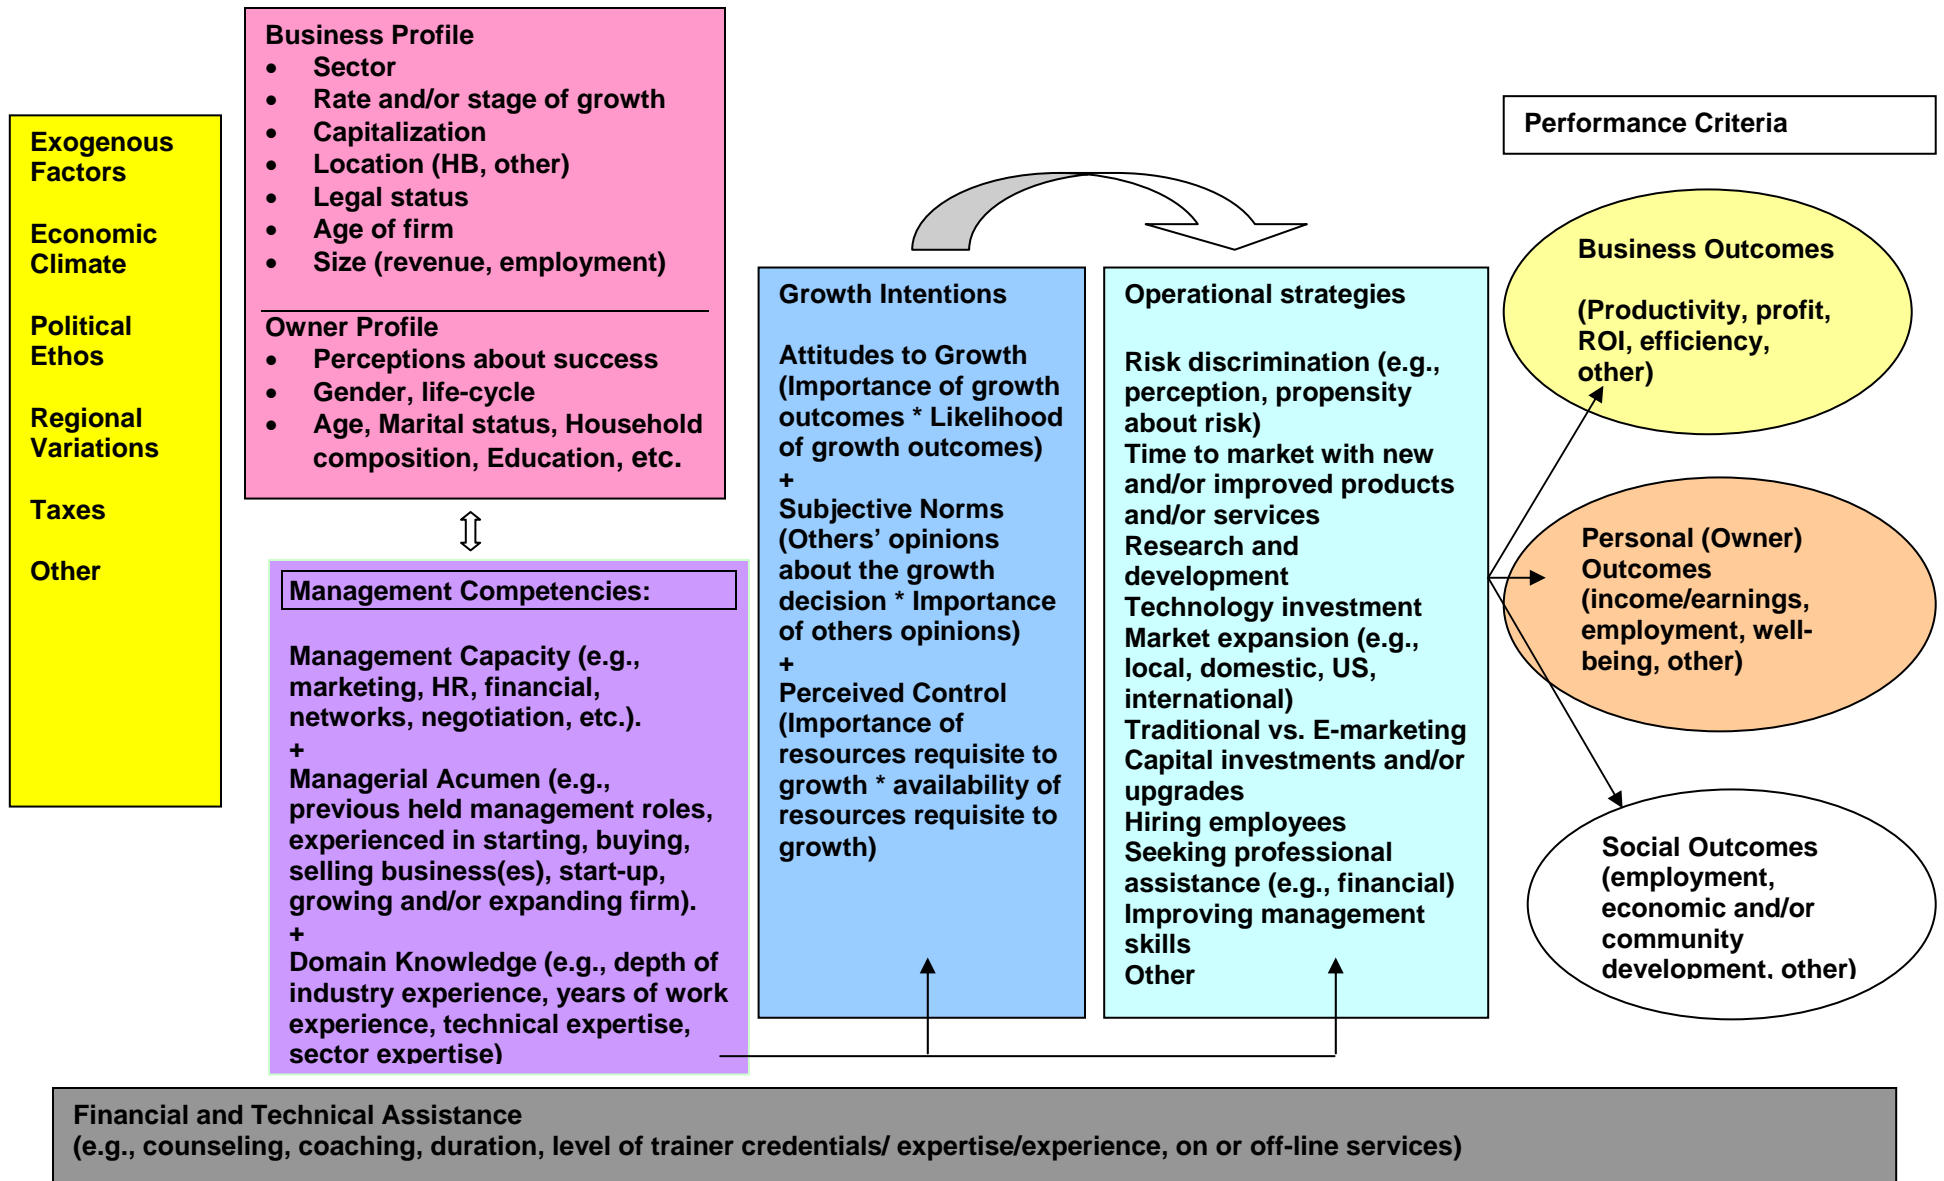 Exogenous
Factors
Economic
Climate
Political
Ethos
Regional
Variations
Taxes
Other
Business Profile
• Sector
• Rate and/or stage of growth
• Capitalization
• Location (HB, other)
• Legal status
• Age of firm
• Size (revenue, employment)
Owner Profile
• Perceptions about success
• Gender, life-cycle
• Age, Marital status, Household
composition, Education, etc.
Management Competencies:
Management Capacity (e.g.,
marketing, HR, financial,
networks, negotiation, etc.).
+
Managerial Acumen (e.g.,
previous held management roles,
experienced in starting, buying,
selling business(es), start-up,
growing and/or expanding firm).
+
Domain Knowledge (e.g., depth of
industry experience, years of work
experience, technical expertise,
sector expertise)
Growth Intentions
Attitudes to Growth
(Importance of growth
outcomes * Likelihood
of growth outcomes)
+
Subjective Norms
(Others’ opinions
about the growth
decision * Importance
of others opinions)
+
Perceived Control
(Importance of
resources requisite to
growth * availability of
resources requisite to
growth)
Operational strategies
Risk discrimination (e.g.,
perception, propensity
about risk)
Time to market with new
and/or improved products
and/or services
Research and
development
Technology investment
Market expansion (e.g.,
local, domestic, US,
international)
Traditional vs. E-marketing
Capital investments and/or
upgrades
Hiring employees
Seeking professional
assistance (e.g., financial)
Improving management
skills
Other
Performance Criteria
Business Outcomes
(Productivity, profit,
ROI, efficiency,
other)
Personal (Owner)
Outcomes
(income/earnings,
employment, well-
being, other)
Social Outcomes
(employment,
economic and/or
community
development, other)
Financial and Technical Assistance
(e.g., counseling, coaching, duration, level of trainer credentials/ expertise/experience, on or off-line services)